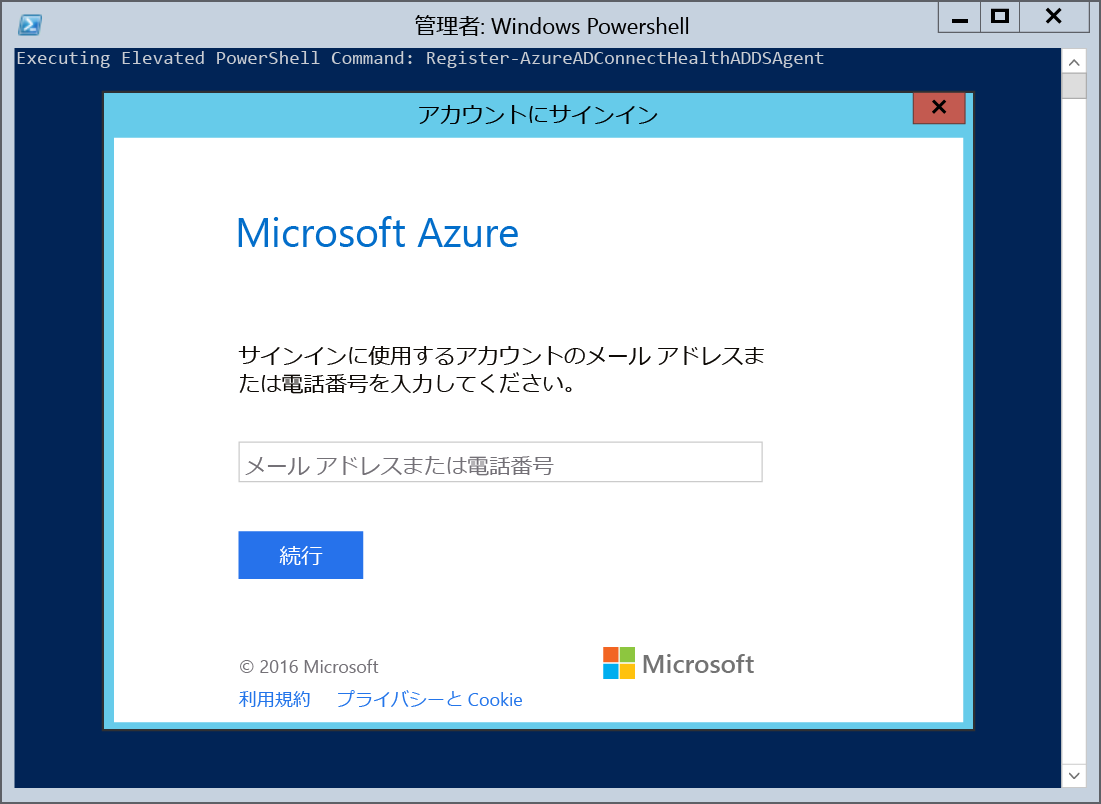 管理者: Windows Powershell
Executing Elevated PowerShell Command: Register-AzureADConnectHealthADDSAgent
アカウントにサインイン
Microsoft Azure
サインインに使用するアカウントのメール アドレスま
たは電話番号を入力してください。
メール アドレスまたは電話番号
続行
© 2016 Microsoft
Microsoft
利用規約 プライバシーと Cookie